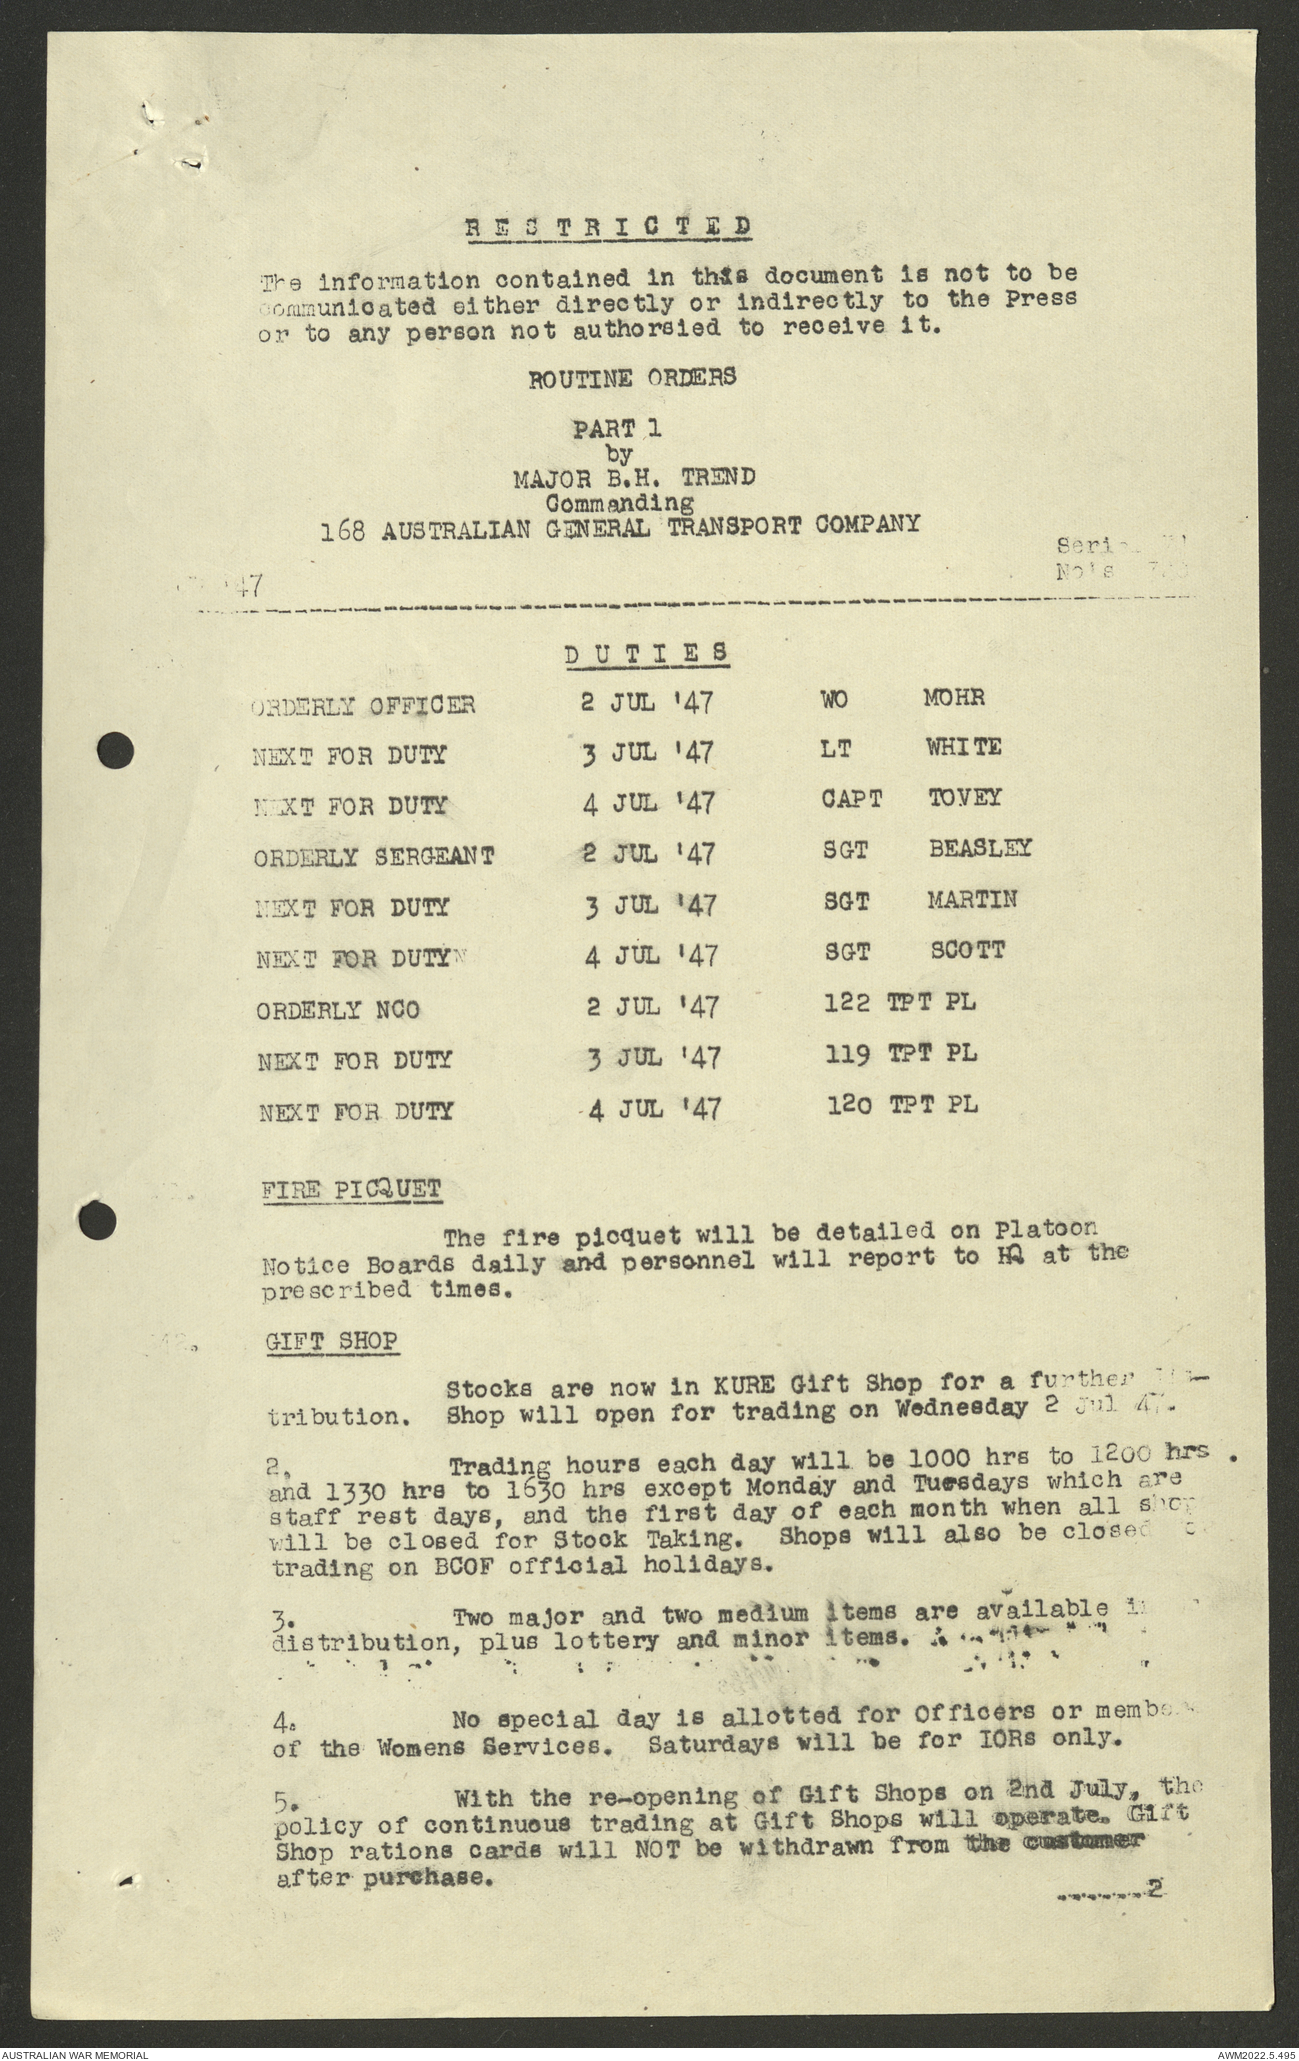 RESTRICTED
The information contained in this document is not to be
communicated either directly or indirectly to the Press
or to any person not authorsied to receive it.
ROUTINE ORDERS
PART 1
by
MAJOR B.H. TREND
Commanding
168 AUSTRALIAN GENERAL TRANSPORT COMPANY
No's
'47
DUTIES
ORDERLY OFFICER 2 JUL '47 WO MOHR
NEXT FOR DUTY 3 JUL '47 LT WHITE
NEXT FOR DUTY 4 JUL '47 CAPT TOVEY
ORDERLY SERGEANT 2 JUL '47 SGT BEASLEY
NEXT FOR DUTY 3 JUL '47 SGT MARTIN
NEXT FOR DUTY 4 JUL '47 SGT SCOTT
ORDERLY NCO 2 JUL '47 122 TPT PL
NEXT FOR DUTY 3 JUL '47 119 TPT PL
NEXT FOR DUTY 4 JUL '47 120 TPT PL
FIRE PICQUET
The fire picquet will be detailed on Platoon
Notice Boards daily and personnel will report to HQ at the
prescribed times.
GIFT SHOP
Stocks are now in KURE Gift Shop for a further
tribution. Shop will open for trading on Wednesday 2 Jul 47.
2. Trading hours each day will be 1000 hrs to 1200 hrs.
and 1330 hrs to 1630 hrs except Monday and Tuesdays which are
staff rest days, and the first day of each month when all
will be closed for Stock Taking. Shops will also be closed
trading on BCOF official holidays.
3. Two major and two medium items are available
distribution, plus lottery and minor items.
4. No special day is allotted for Officers or
of the Womens Services. Saturdays will be for IORs only.
5. With the re-opening of Gift Shops on 2nd July, the
policy of continuous trading at Gift Shops will operate. Gift
Shop rations cards will NOT be withdrawn from the customer
after purchase.
.......2
AUSTRALIAN WAR MEMORIAL AWM2022.5.495